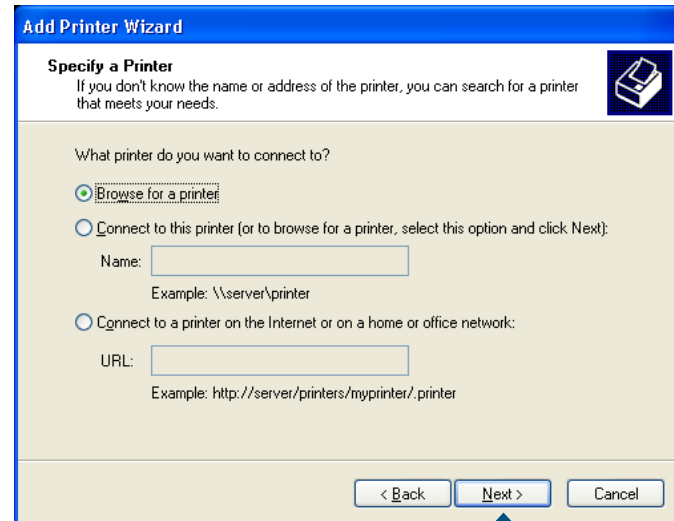 Add Printer Wizard
Specify a Printer
If you don't know the name or address of the printer, you can search for a printer
that meets your needs.
What printer do you want to connect to?
Browse for a printer
Connect to this printer (or to browse for a printer, select this option and click Next):
Name:
Example: \\server\printer
Connect to a printer on the Internet or on a home or office network:
URL:
Example: http://server/printers/myprinter/.printer
< Back Next > Cancel